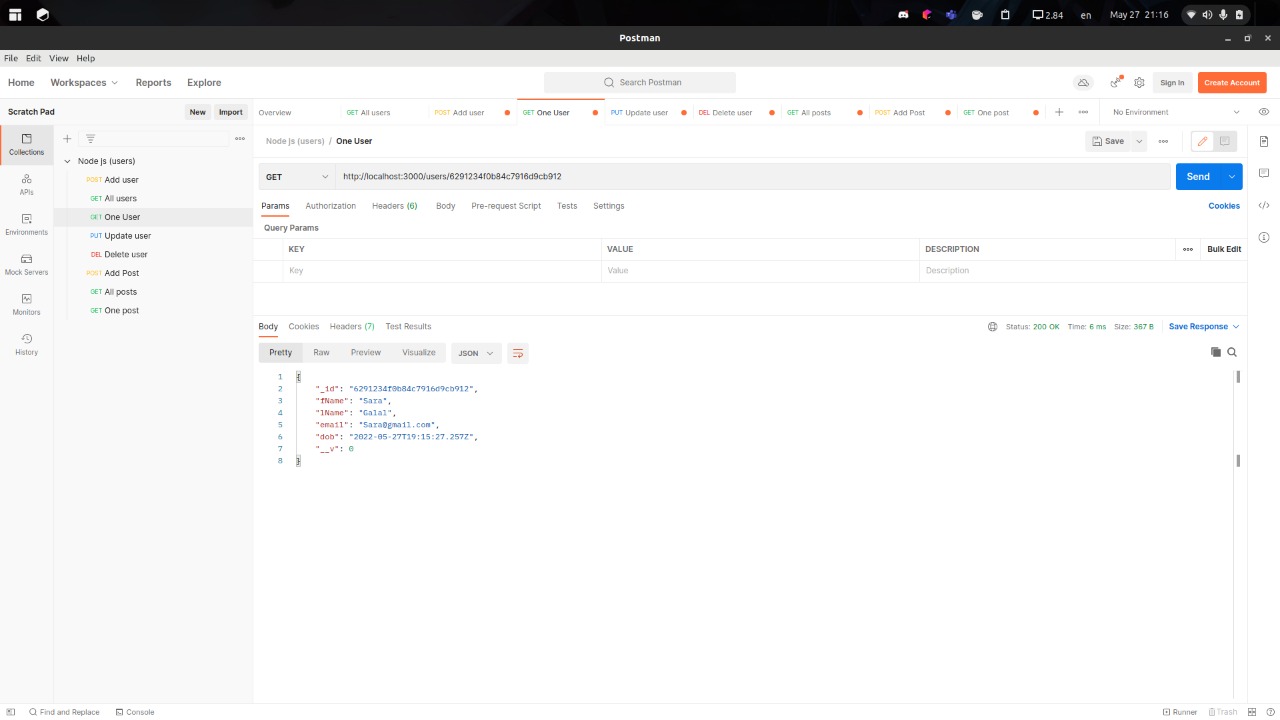 2.84 en May 27 21:16
Postman
File Edit View Help
Home Workspaces Reports Explore Search Postman Sign In Create Account
Scratch Pad New Import Overview GET All users POST Add user GET One User PUT Update user DEL Delete user GET All posts POST Add Post GET One post No Environment
Collections
APIs
Environments
Mock Servers
Monitors
History
Node js (users)
POST Add user
GET All users
GET One User
PUT Update user
DEL Delete user
POST Add Post
GET All posts
GET One post
Node js (users) / One User Save
GET http://localhost:3000/users/6291234f0b84c7916d9cb912 Send
Params Authorization Headers (6) Body Pre-request Script Tests Settings Cookies
Query Params
KEY VALUE DESCRIPTION Bulk Edit
Key Value Description
Body Cookies Headers (7) Test Results Status: 200 OK Time: 6 ms Size: 367 B Save Response
Pretty Raw Preview Visualize JSON
1 {
2 "_id": "6291234f0b84c7916d9cb912",
3 "fName": "Sara",
4 "lName": "Galal",
5 "email": "Sara@gmail.com",
6 "dob": "2022-05-27T19:15:27.257Z",
7 "__v": 0
8 }
Find and Replace Console Runner Trash